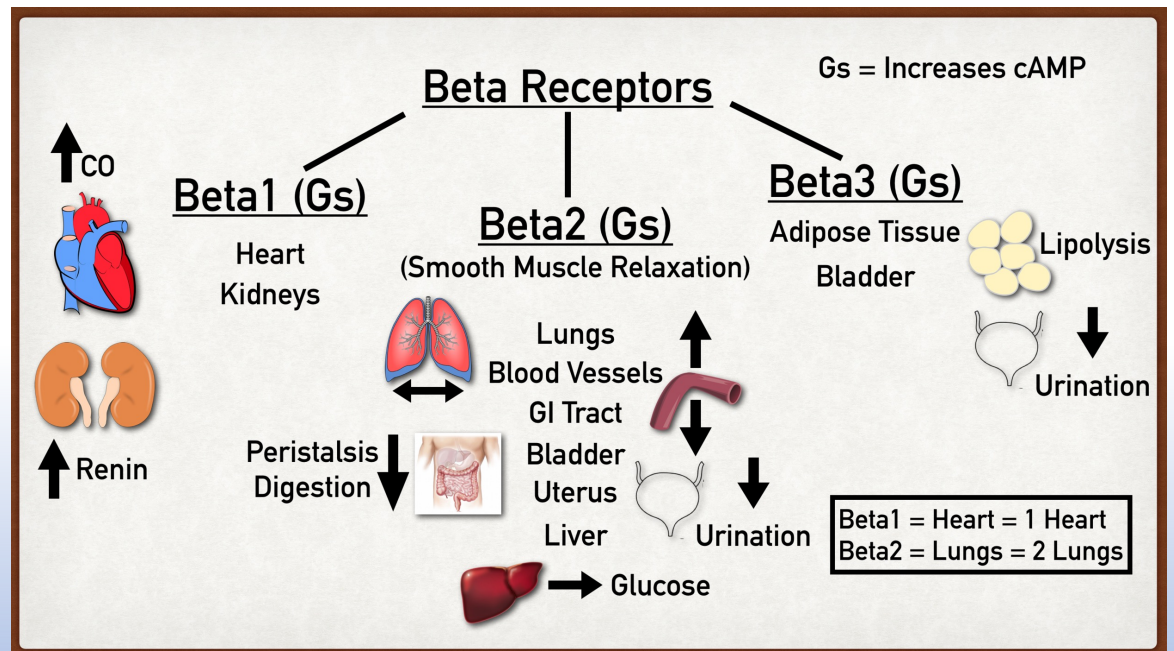 Beta Receptors
Gs = Increases cAMP
CO
Beta1 (Gs)
Heart
Kidneys
Renin
Beta2 (Gs)
(Smooth Muscle Relaxation)
Lungs
Blood Vessels
GI Tract
Bladder
Uterus
Liver
Peristalsis
Digestion
Urination
Glucose
Beta3 (Gs)
Adipose Tissue
Bladder
Lipolysis
Urination
Beta1 = Heart = 1 Heart
Beta2 = Lungs = 2 Lungs